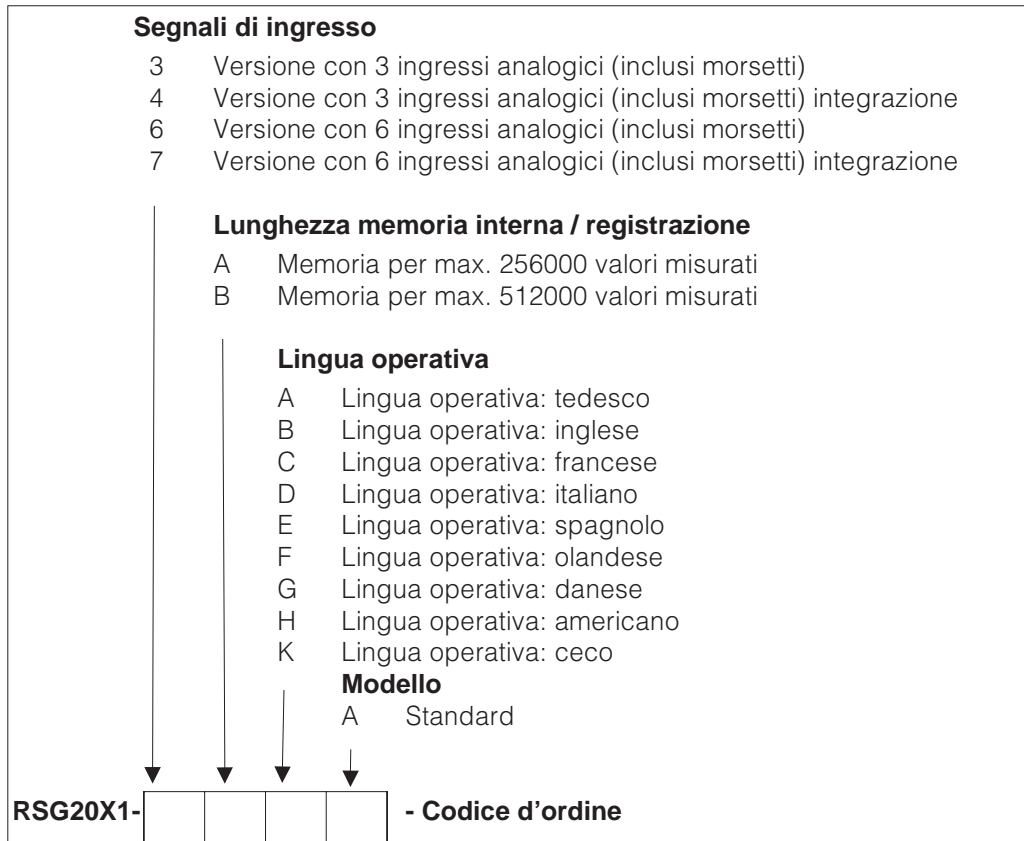 Segnali di ingresso
3 Versione con 3 ingressi analogici (inclusi morsetti)
4 Versione con 3 ingressi analogici (inclusi morsetti) integrazione
6 Versione con 6 ingressi analogici (inclusi morsetti)
7 Versione con 6 ingressi analogici (inclusi morsetti) integrazione
Lunghezza memoria interna / registrazione
A Memoria per max. 256000 valori misurati
B Memoria per max. 512000 valori misurati
Lingua operativa
A Lingua operativa: tedesco
B Lingua operativa: inglese
C Lingua operativa: francese
D Lingua operativa: italiano
E Lingua operativa: spagnolo
F Lingua operativa: olandese
G Lingua operativa: danese
H Lingua operativa: americano
K Lingua operativa: ceco
Modello
A Standard
RSG20X1- - Codice d'ordine